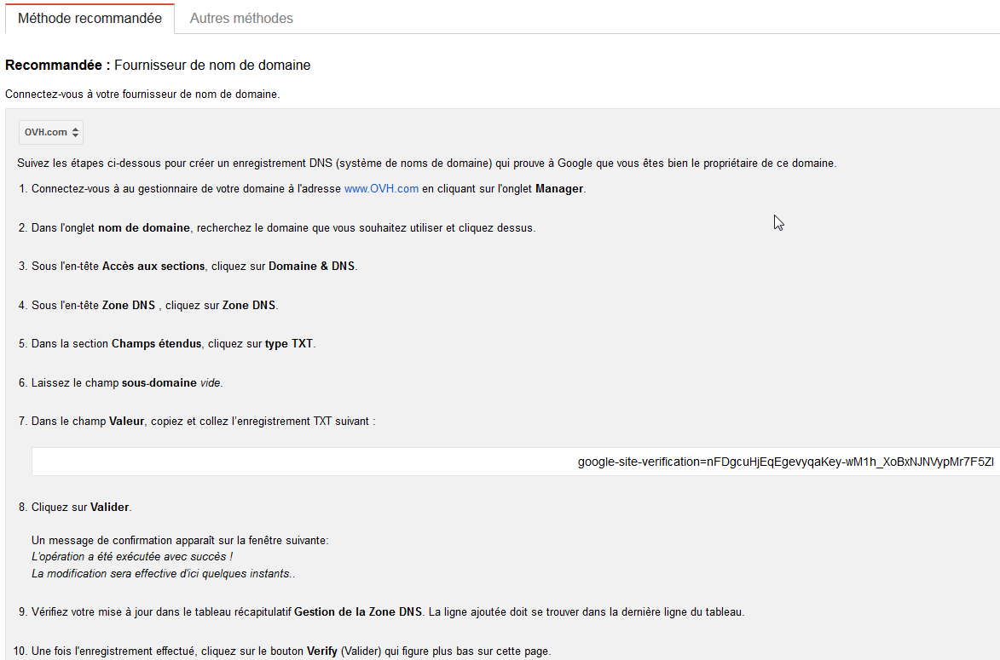 Méthode recommandée
Autres méthodes
Recommandée : Fournisseur de nom de domaine
Connectez-vous à votre fournisseur de nom de domaine.
OVH.com
Suivez les étapes ci-dessous pour créer un enregistrement DNS (système de noms de domaine) qui prouve à Google que vous êtes bien le propriétaire de ce domaine.
1. Connectez-vous à au gestionnaire de votre domaine à l'adresse www.OVH.com en cliquant sur l'onglet Manager.
2. Dans l'onglet nom de domaine, recherchez le domaine que vous souhaitez utiliser et cliquez dessus.
3. Sous l'en-tête Accès aux sections, cliquez sur Domaine & DNS.
4. Sous l'en-tête Zone DNS , cliquez sur Zone DNS.
5. Dans la section Champs étendus, cliquez sur type TXT.
6. Laissez le champ sous-domaine vide.
7. Dans le champ Valeur, copiez et collez l'enregistrement TXT suivant :
google-site-verification=nFDgcuHjEqEgevyqaKey-wM1h_XoBxNJNVypMr7F5Zl
8. Cliquez sur Valider.
Un message de confirmation apparaît sur la fenêtre suivante:
L'opération a été exécutée avec succès !
La modification sera effective d'ici quelques instants..
9. Vérifiez votre mise à jour dans le tableau récapitulatif Gestion de la Zone DNS. La ligne ajoutée doit se trouver dans la dernière ligne du tableau.
10. Une fois l'enregistrement effectué, cliquez sur le bouton Verify (Valider) qui figure plus bas sur cette page.